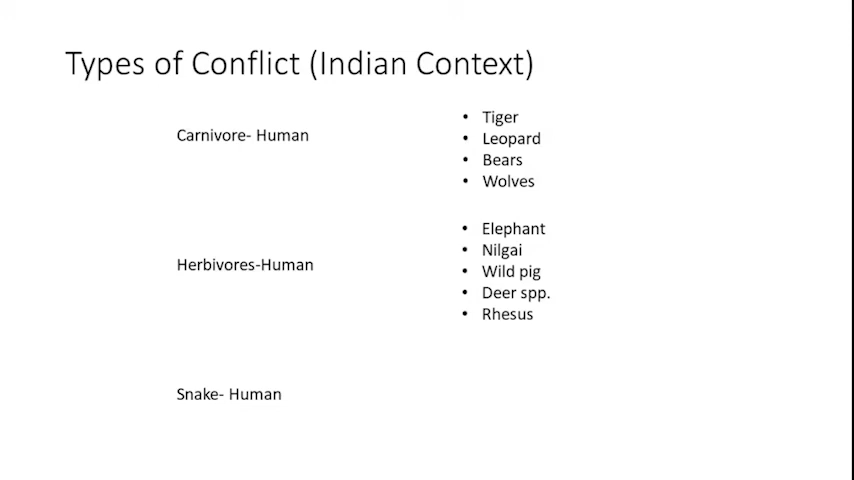 Types of Conflict (Indian Context)
Carnivore- Human
• Tiger
• Leopard
• Bears
• Wolves
Herbivores-Human
• Elephant
• Nilgai
• Wild pig
• Deer spp.
• Rhesus
Snake- Human